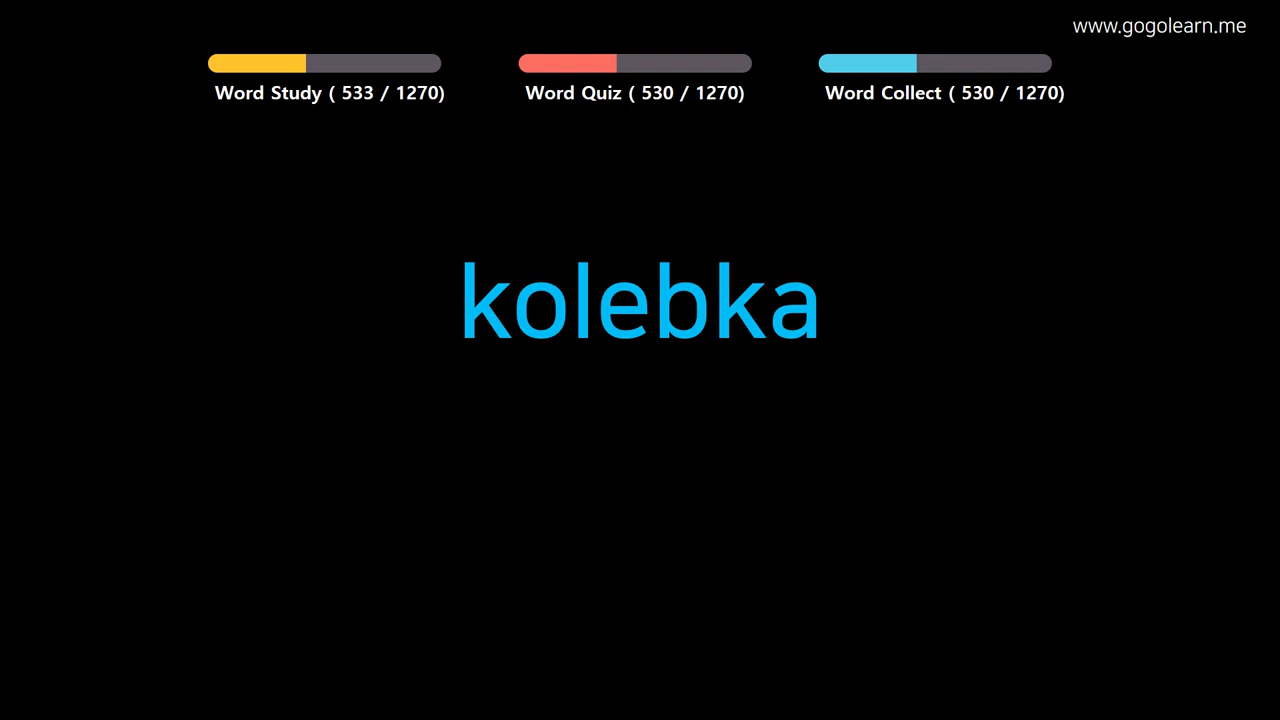 www.gogolearn.me
Word Study ( 533 / 1270)
Word Quiz ( 530 / 1270)
Word Collect ( 530 / 1270)
kolebka